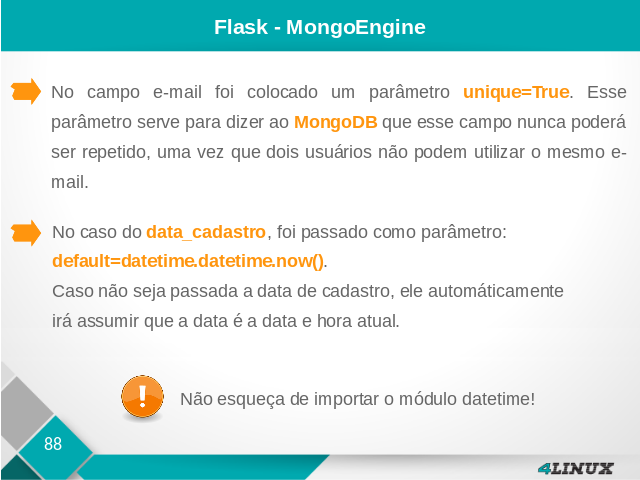 Flask - MongoEngine
No campo e-mail foi colocado um parâmetro unique=True. Esse
parâmetro serve para dizer ao MongoDB que esse campo nunca poderá
ser repetido, uma vez que dois usuários não podem utilizar o mesmo e-
mail.
No caso do data_cadastro, foi passado como parâmetro:
default=datetime.datetime.now().
Caso não seja passada a data de cadastro, ele automáticamente
irá assumir que a data é a data e hora atual.
Não esqueça de importar o módulo datetime!
88
4LINUX